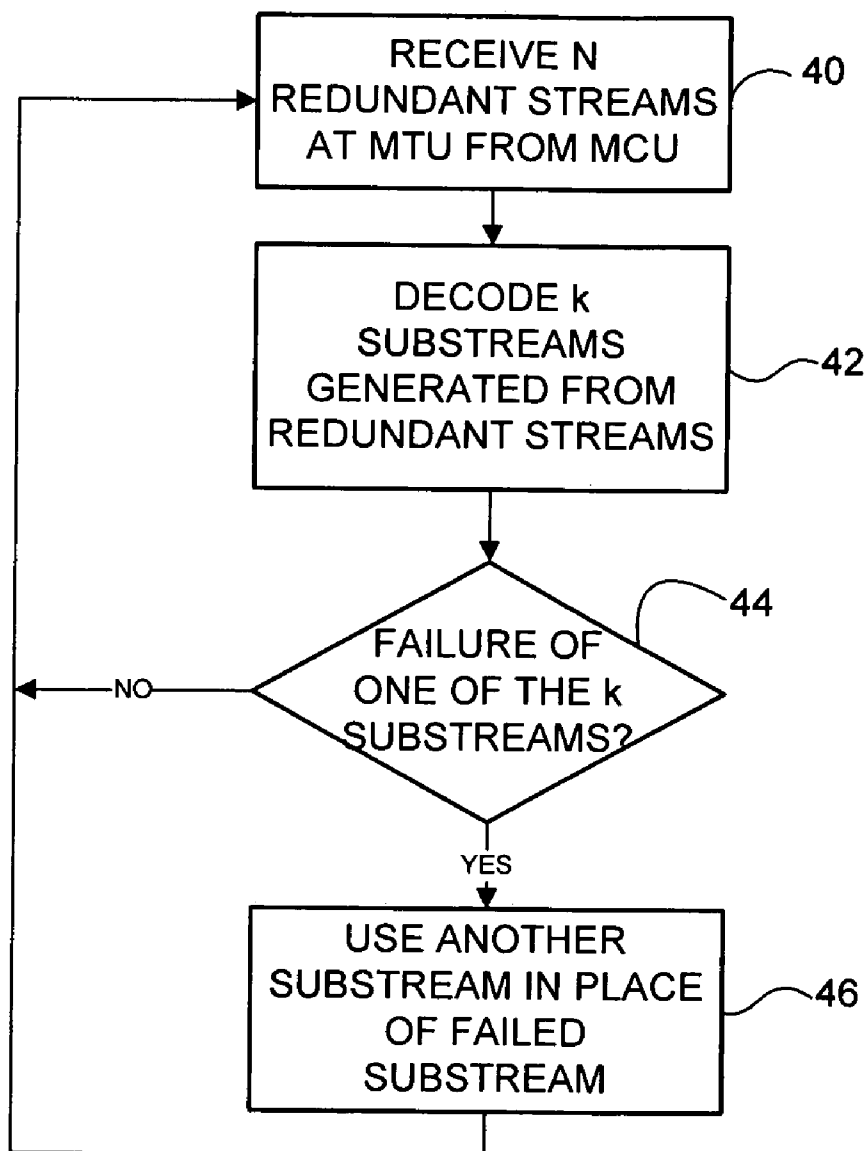 RECEIVE N
REDUNDANT STREAMS
AT MTU FROM MCU
40
DECODE k
SUBSTREAMS
GENERATED FROM
REDUNDANT STREAMS
42
FAILURE OF
ONE OF THE k
SUBSTREAMS?
44
NO
YES
USE ANOTHER
SUBSTREAM IN PLACE
OF FAILED
SUBSTREAM
46